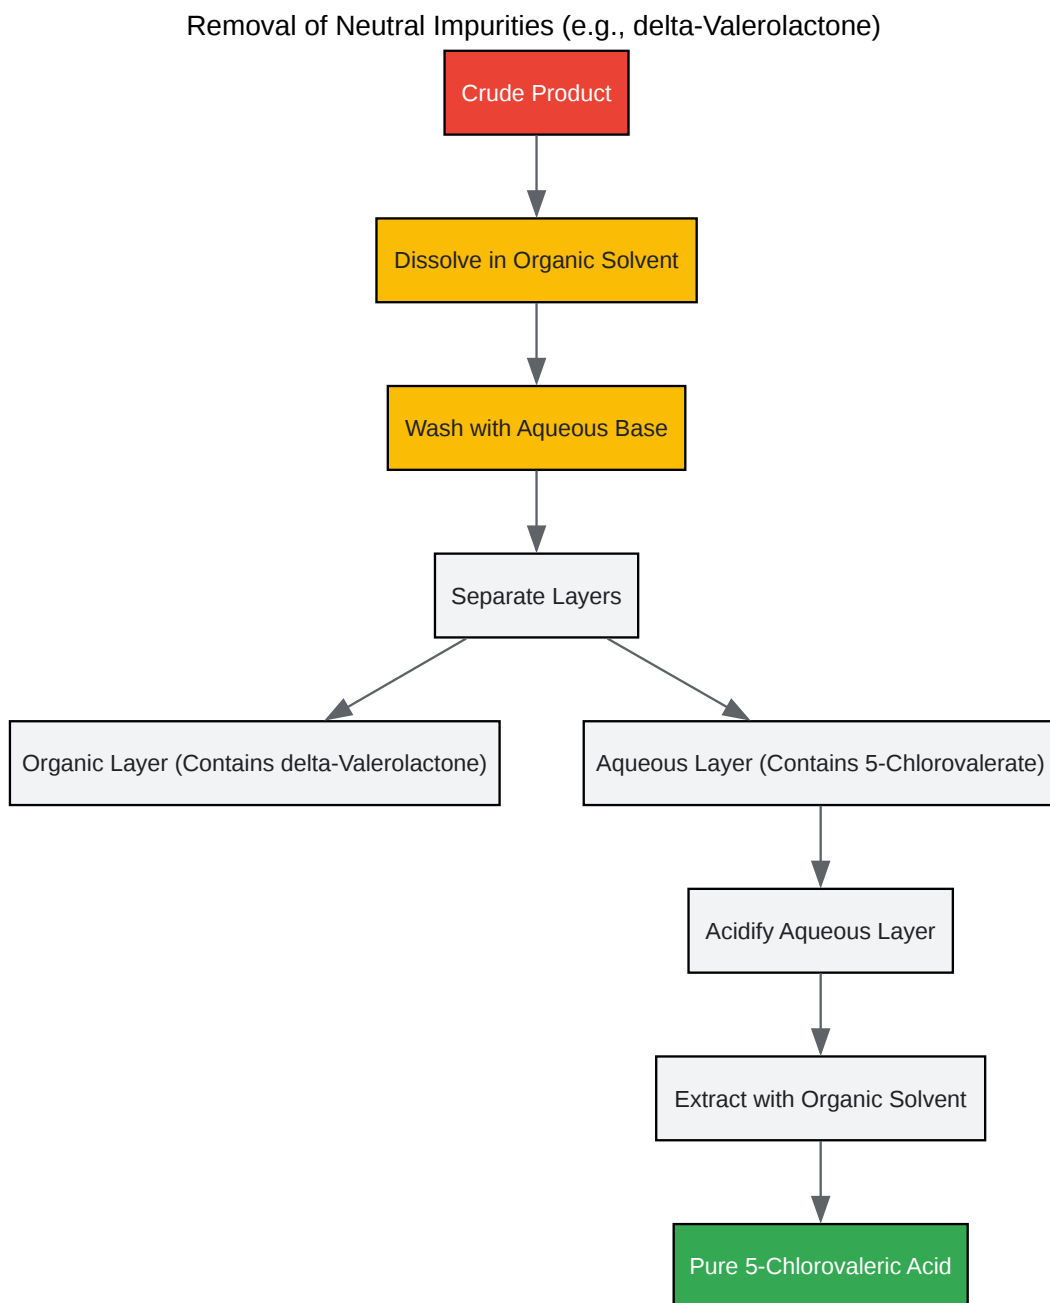 Removal of Neutral Impurities (e.g., delta-Valerolactone)
Crude Product
Dissolve in Organic Solvent
Wash with Aqueous Base
Separate Layers
Organic Layer (Contains delta-Valerolactone)
Aqueous Layer (Contains 5-Chlorovalerate)
Acidify Aqueous Layer
Extract with Organic Solvent
Pure 5-Chlorovaleric Acid